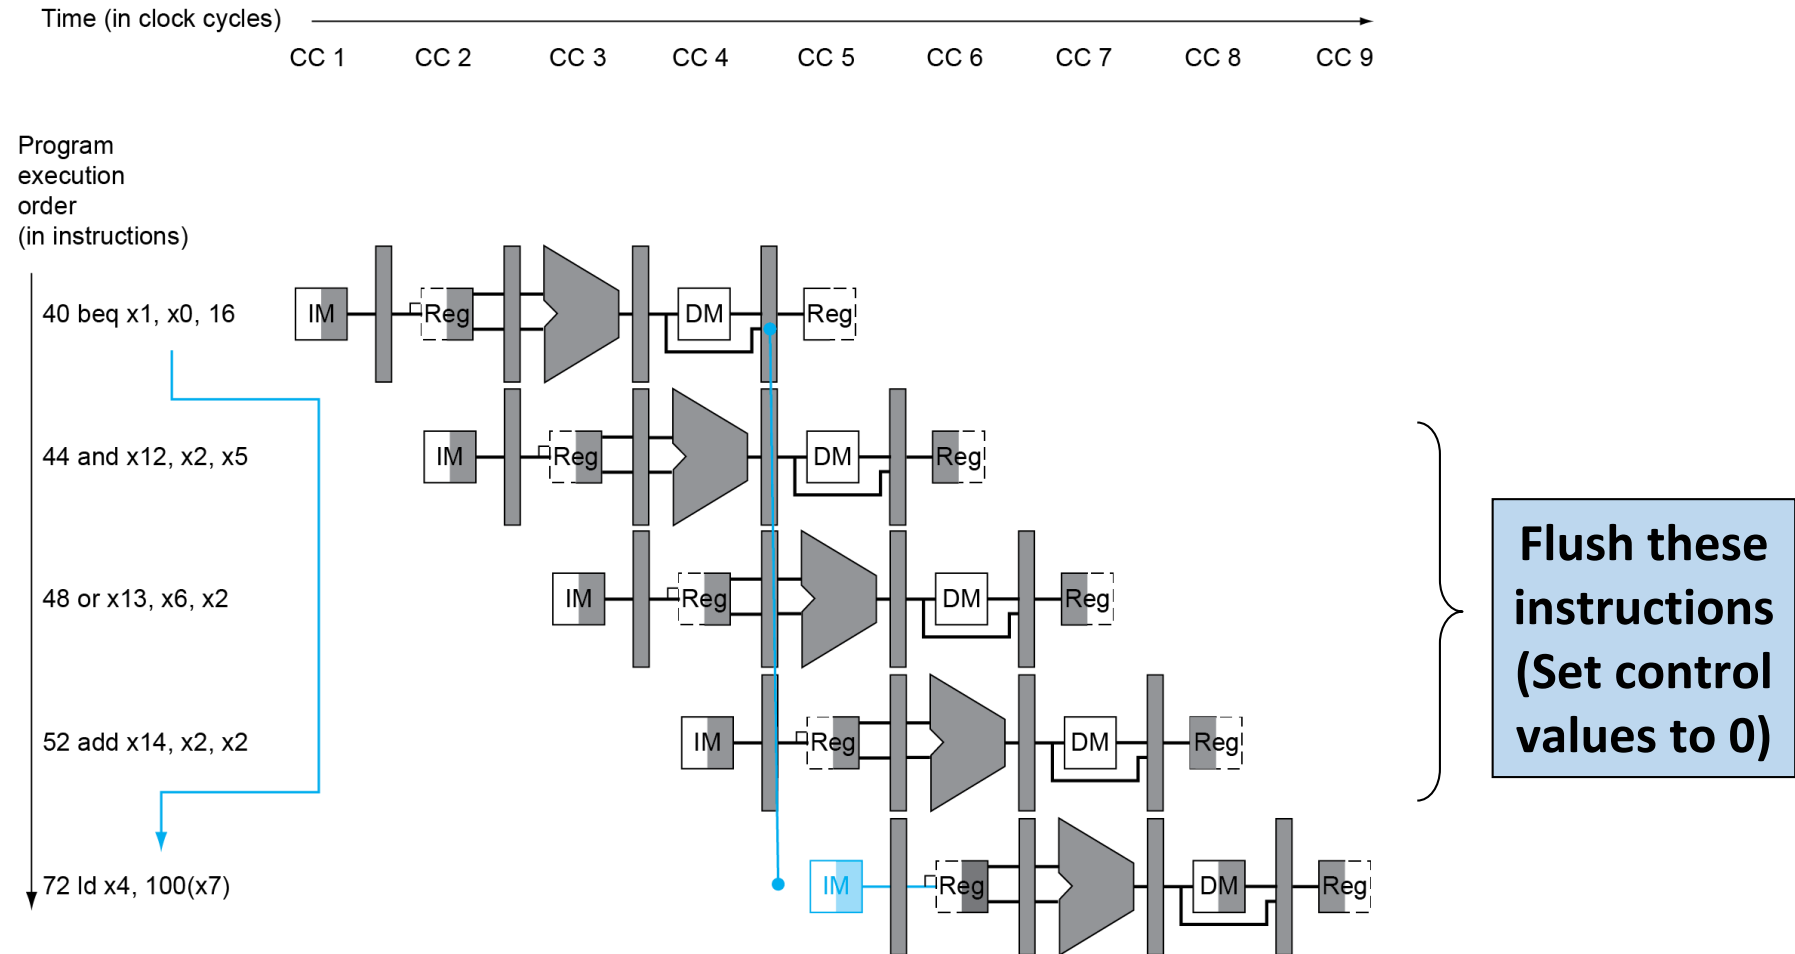 Time (in clock cycles)
CC 1 CC 2 CC 3 CC 4 CC 5 CC 6 CC 7 CC 8 CC 9
Program
execution
order
(in instructions)
40 beq x1, x0, 16
IM Reg DM Reg
44 and x12, x2, x5
IM Reg DM Reg
48 or x13, x6, x2
IM Reg DM Reg
52 add x14, x2, x2
IM Reg DM Reg
72 ld x4, 100(x7)
IM Reg DM Reg
Flush these
instructions
(Set control
values to 0)